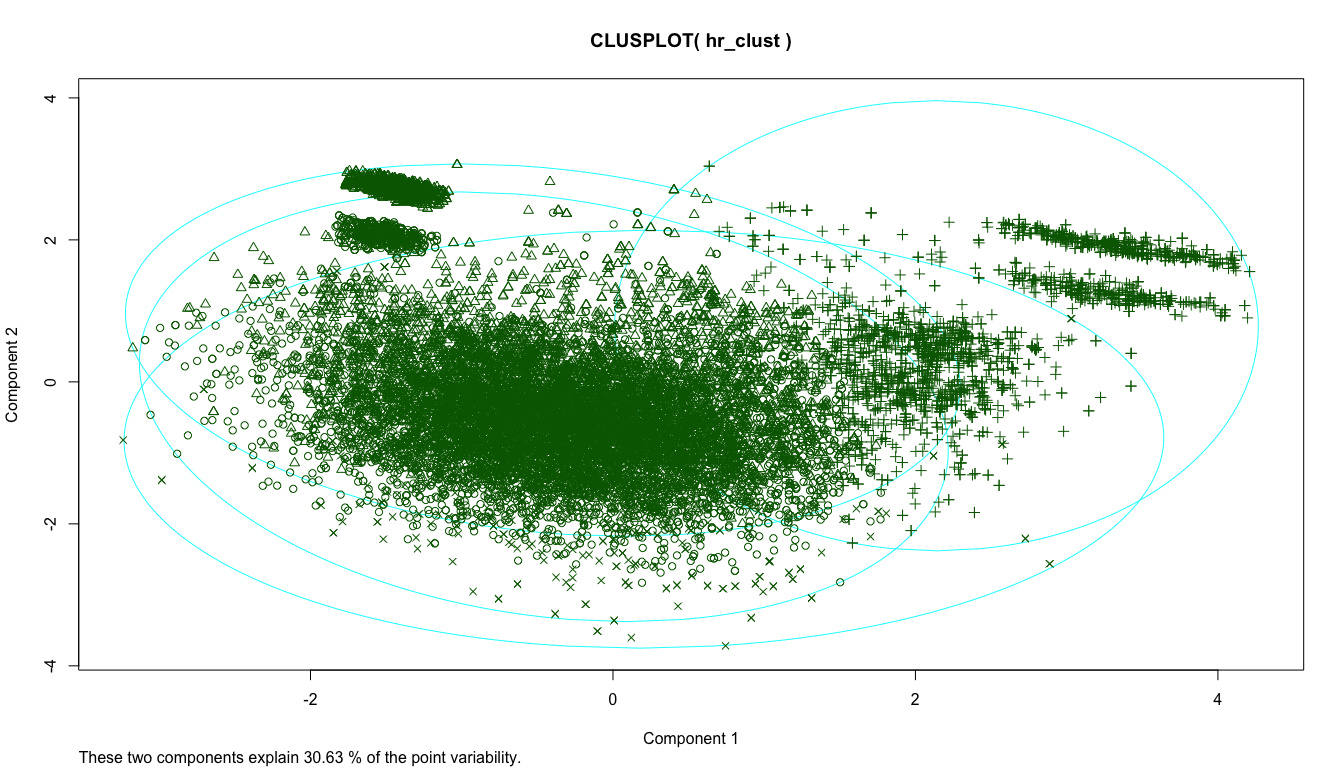 CLUSPLOT( hr_clust )
4
2
0
-2
-4
Component 2
-2
0
2
4
Component 1
These two components explain 30.63 % of the point variability.